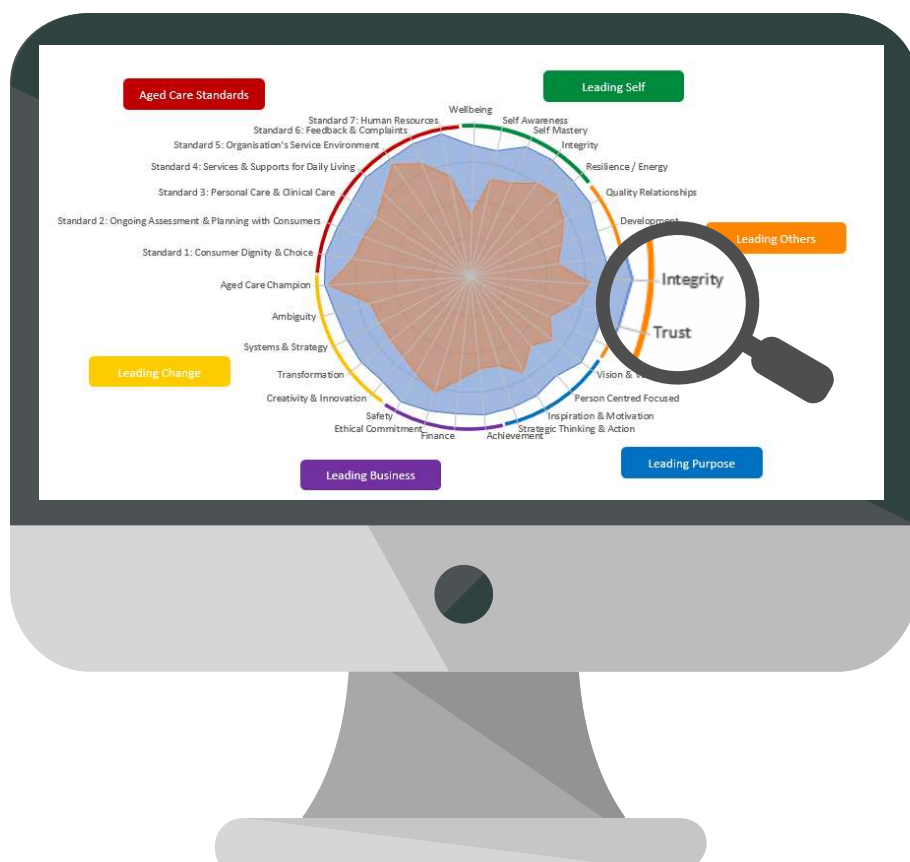 Aged Care Standards
Leading Self
Wellbeing
Standard 7: Human Resources
Self Awareness
Standard 6: Feedback & Complaints
Self Mastery
Standard 5: Organisation's Service Environment
Integrity
Standard 4: Services & Supports for Daily Living
Resilience / Energy
Standard 3: Personal Care & Clinical Care
Quality Relationships
Standard 2: Ongoing Assessment & Planning with Consumers
Development
Leading Others
Standard 1: Consumer Dignity & Choice
Integrity
Aged Care Champion
Ambiguity
Trust
Systems & Strategy
Leading Change
Transformation
Vision &
Creativity & Innovation
Person Centred Focused
Safety
Inspiration & Motivation
Ethical Commitment
Strategic Thinking & Action
Finance
Achievement
Leading Purpose
Leading Business